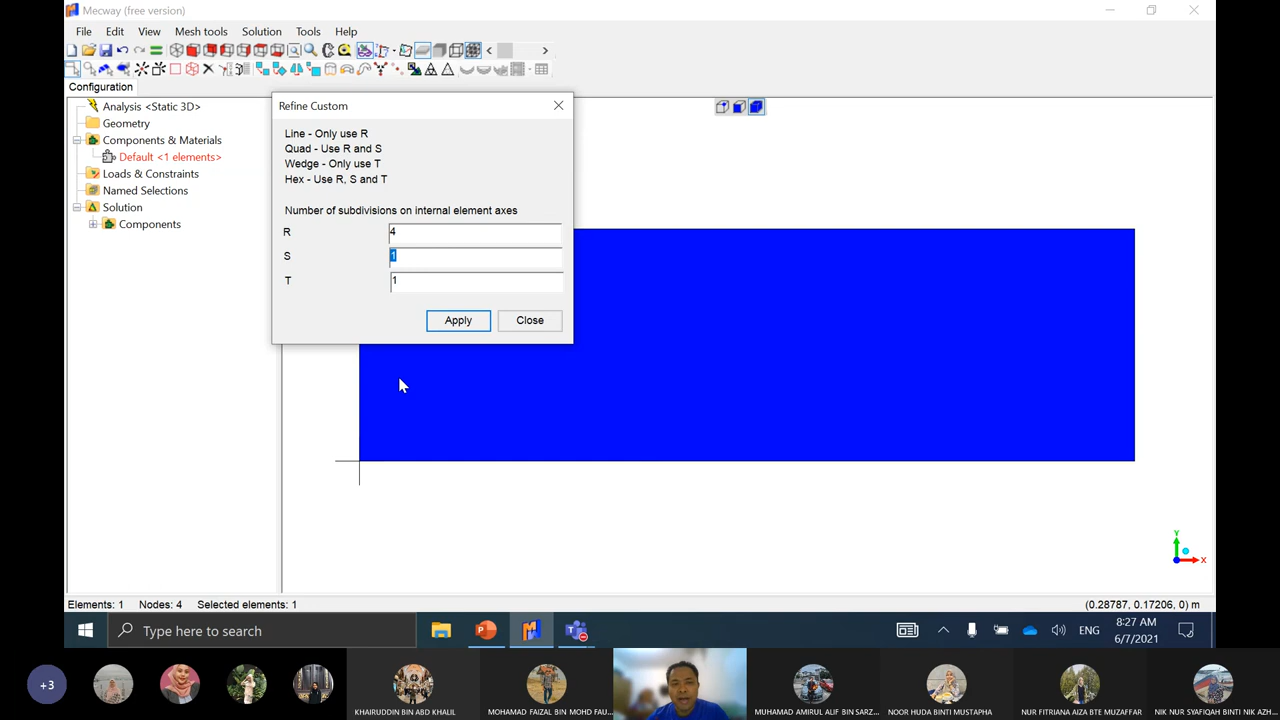 Mecway (free version)
File Edit View Mesh tools Solution Tools Help
Configuration
Analysis <Static 3D>
Geometry
Components & Materials
Default <1 elements>
Loads & Constraints
Named Selections
Solution
Components
Refine Custom
Line - Only use R
Quad - Use R and S
Wedge - Only use T
Hex - Use R, S and T
Number of subdivisions on internal element axes
R 4
S 1
T 1
Apply Close
Y
X
Elements: 1 Nodes: 4 Selected elements: 1 (0.28787, 0.17206, 0) m
Type here to search
ENG
8:27 AM
6/7/2021
+3
KHAIRUDDIN BIN ABD KHALIL
MOHAMAD FAIZAL BIN MOHD FAU...
MUHAMAD AMIRUL ALIF BIN SARZ...
NOOR HUDA BINTI MUSTAPHA
NUR FITRIANA AIZA BTE MUZAFFAR
NIK NUR SYAFIQAH BINTI NIK AZH...